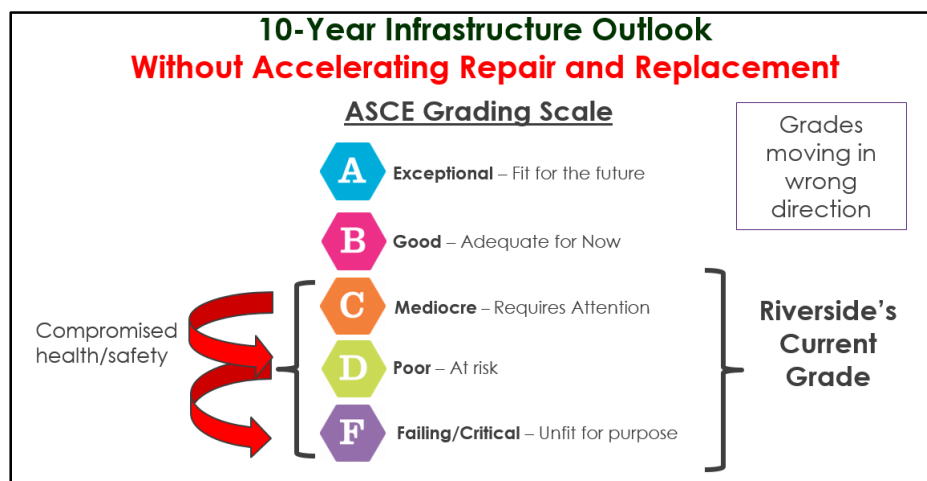 10-Year Infrastructure Outlook
Without Accelerating Repair and Replacement
ASCE Grading Scale
Grades
moving in
wrong
direction
A Exceptional – Fit for the future
B Good – Adequate for Now
C Mediocre – Requires Attention
D Poor – At risk
F Failing/Critical – Unfit for purpose
Compromised
health/safety
Riverside's
Current
Grade